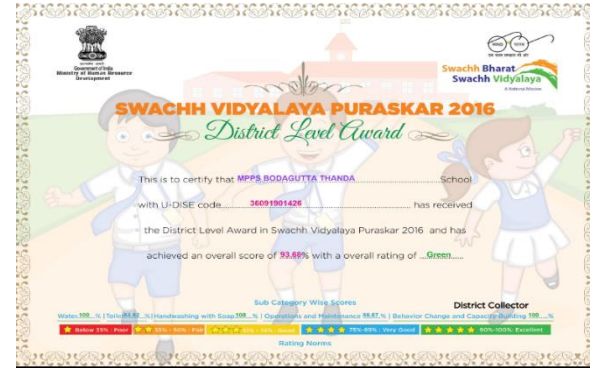 Government of India
Ministry of Human Resource
Development
Swachh Bharat
Swachh Vidyalaya
A National Mission
SWACHH VIDYALAYA PURASKAR 2016
District Level Award
This is to certify that MPPS BODAGUTTA THANDA School
with U-DISE code 36091901426 has received
the District Level Award in Swachh Vidyalaya Puraskar 2016 and has
achieved an overall score of 93.66% with a overall rating of Green
Sub Category Wise Scores
District Collector
Water 100 % | Toilet % | Handwashing with Soap 100 % | Operations and Maintenance 66.67 % | Behavior Change and Capacity Building 100 %
Below 35% : Poor 35% - 50% : Fair Good 75%-89% : Very Good 90%-100%: Excellent
Rating Norms